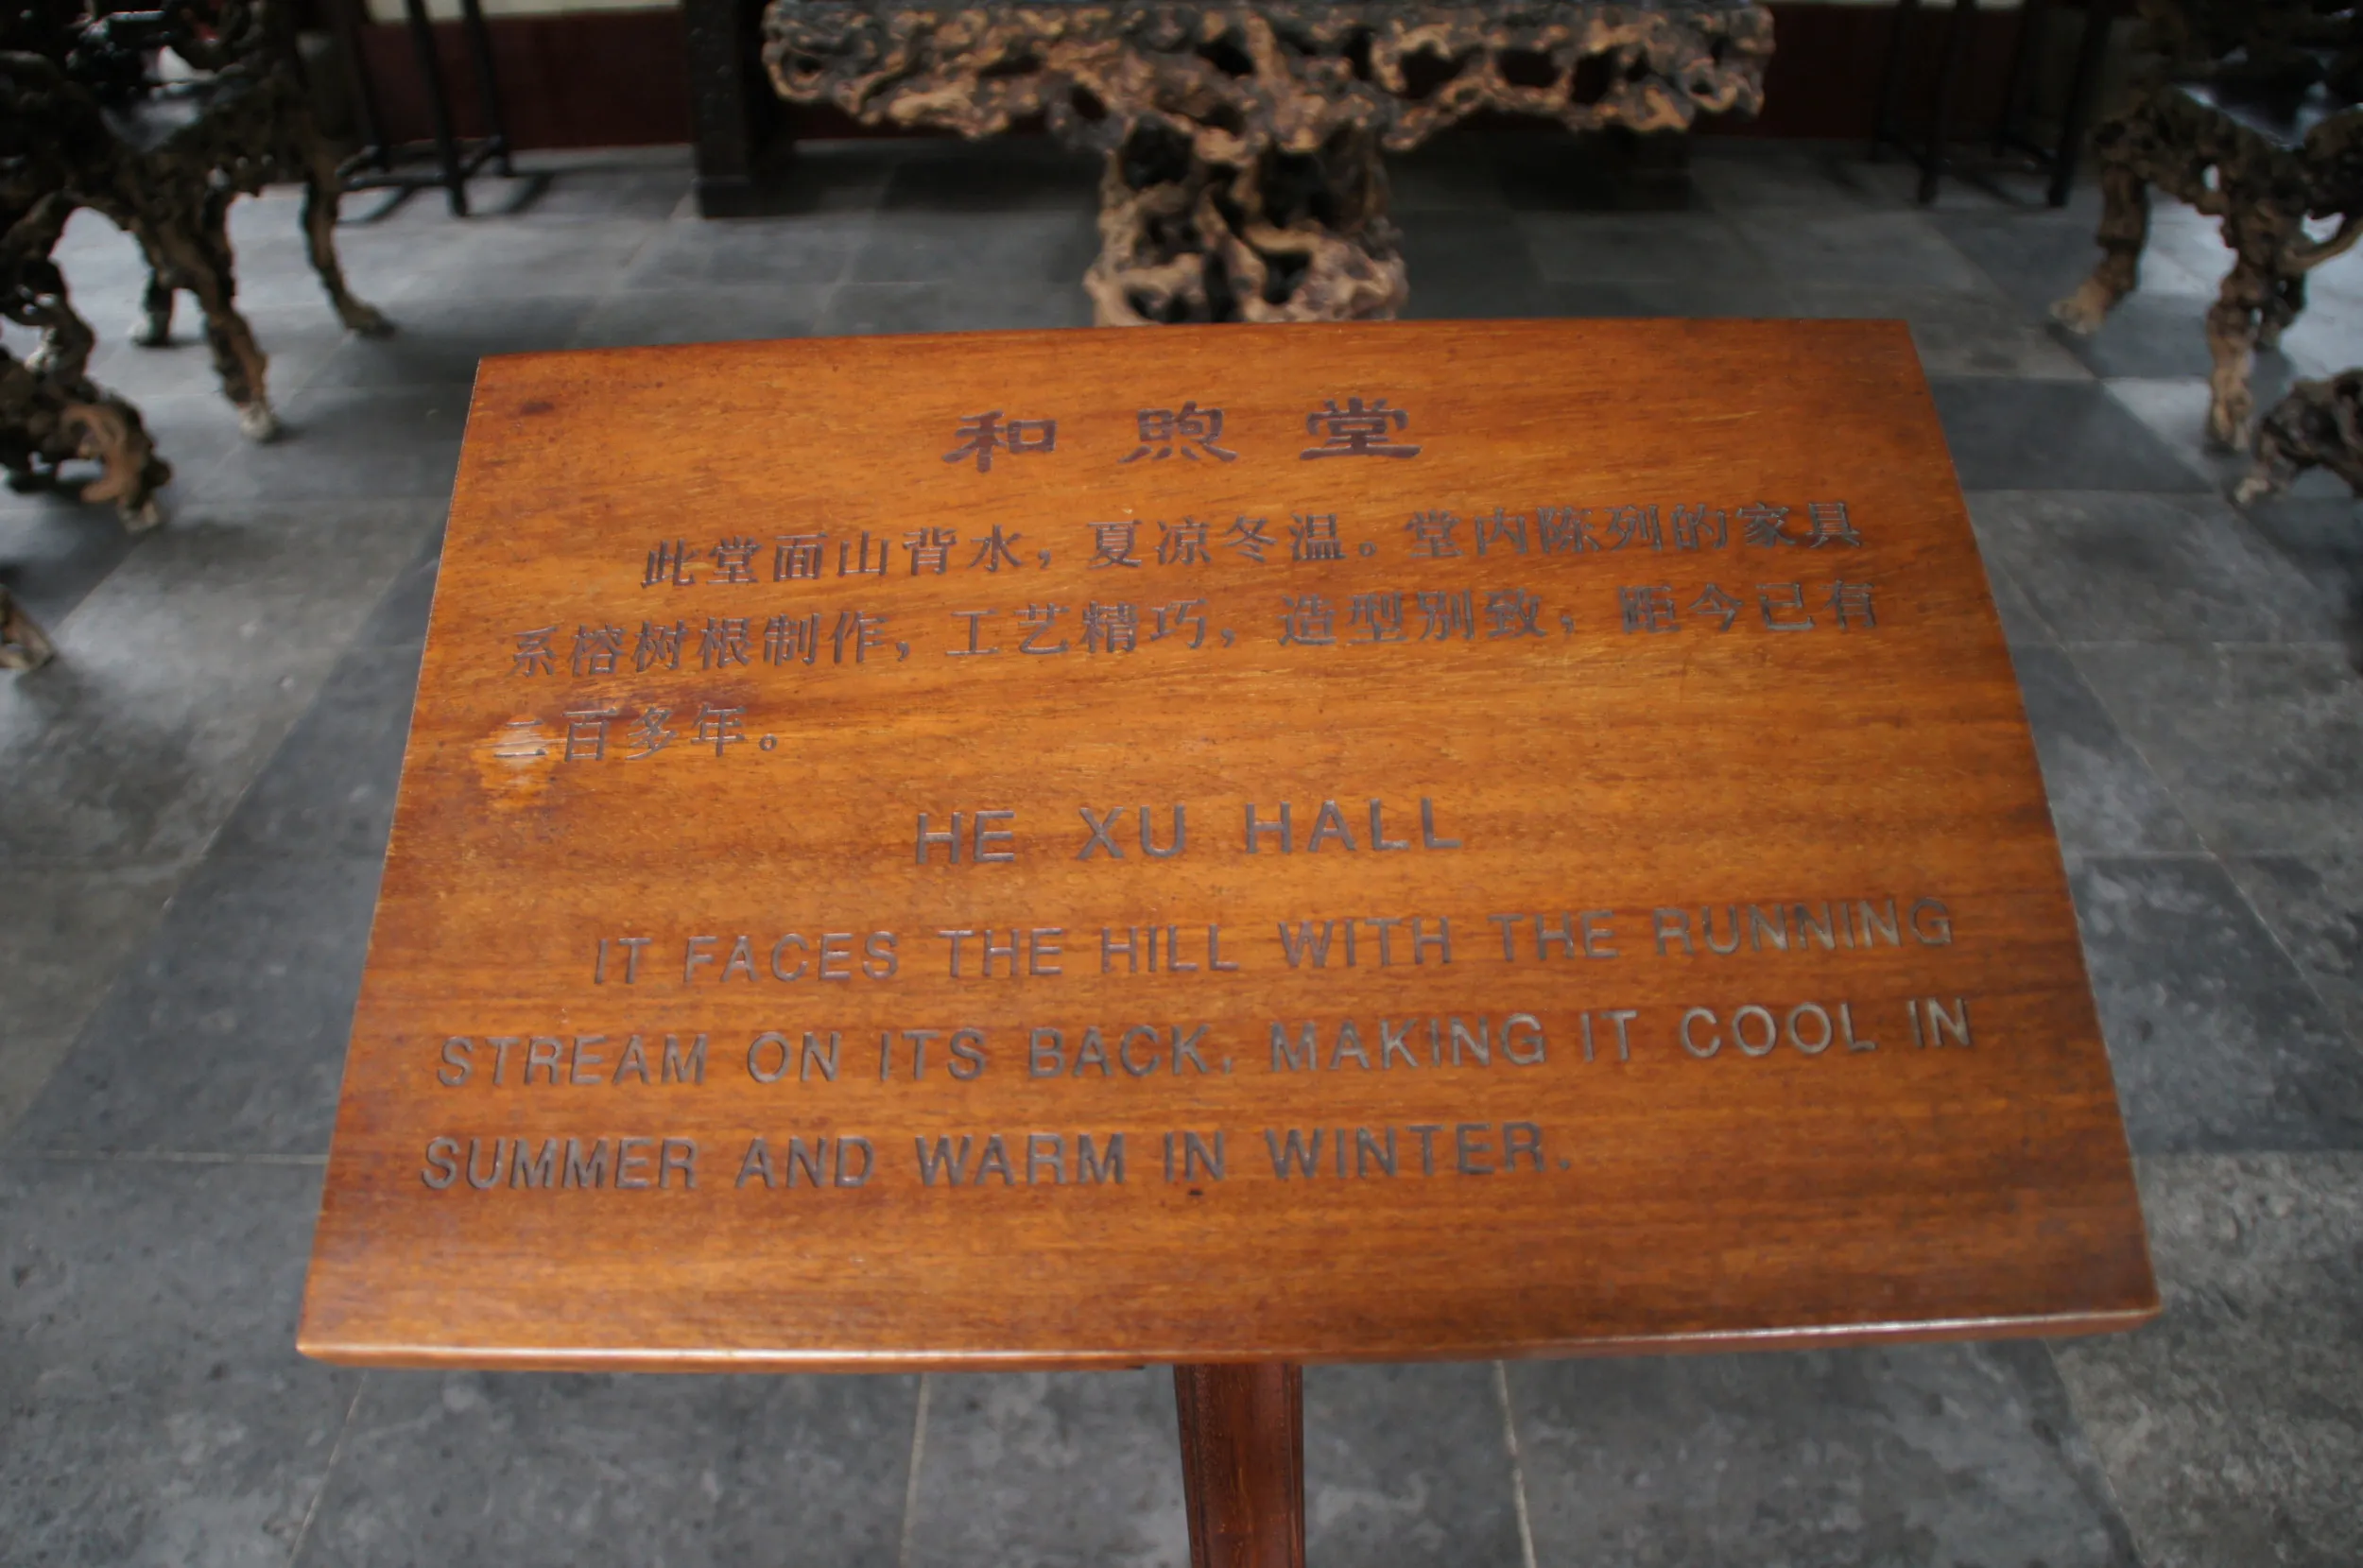 和煦堂
此堂面山背水，夏凉冬温。堂内陈列的家具
系榕树根制作，工艺精巧，造型别致，距今已有
二百多年。
HE XU HALL
IT FACES THE HILL WITH THE RUNNING
STREAM ON ITS BACK, MAKING IT COOL IN
SUMMER AND WARM IN WINTER.